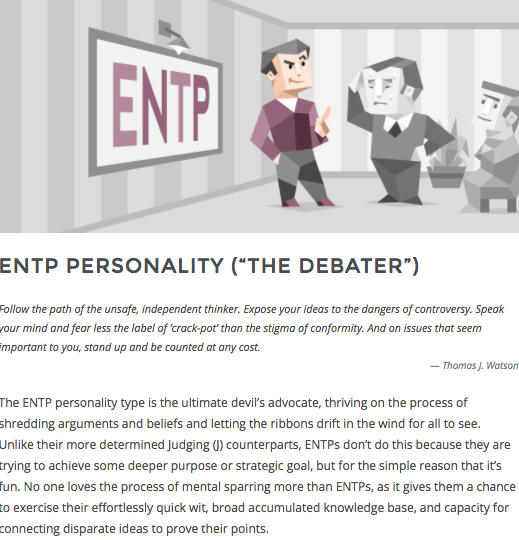 ENTP
ENTP PERSONALITY (“THE DEBATER”)
Follow the path of the unsafe, independent thinker. Expose your ideas to the dangers of controversy. Speak
your mind and fear less the label of ‘crack-pot’ than the stigma of conformity. And on issues that seem
important to you, stand up and be counted at any cost.
— Thomas J. Watson
The ENTP personality type is the ultimate devil’s advocate, thriving on the process of
shredding arguments and beliefs and letting the ribbons drift in the wind for all to see.
Unlike their more determined Judging (J) counterparts, ENTPs don’t do this because they are
trying to achieve some deeper purpose or strategic goal, but for the simple reason that it’s
fun. No one loves the process of mental sparring more than ENTPs, as it gives them a chance
to exercise their effortlessly quick wit, broad accumulated knowledge base, and capacity for
connecting disparate ideas to prove their points.